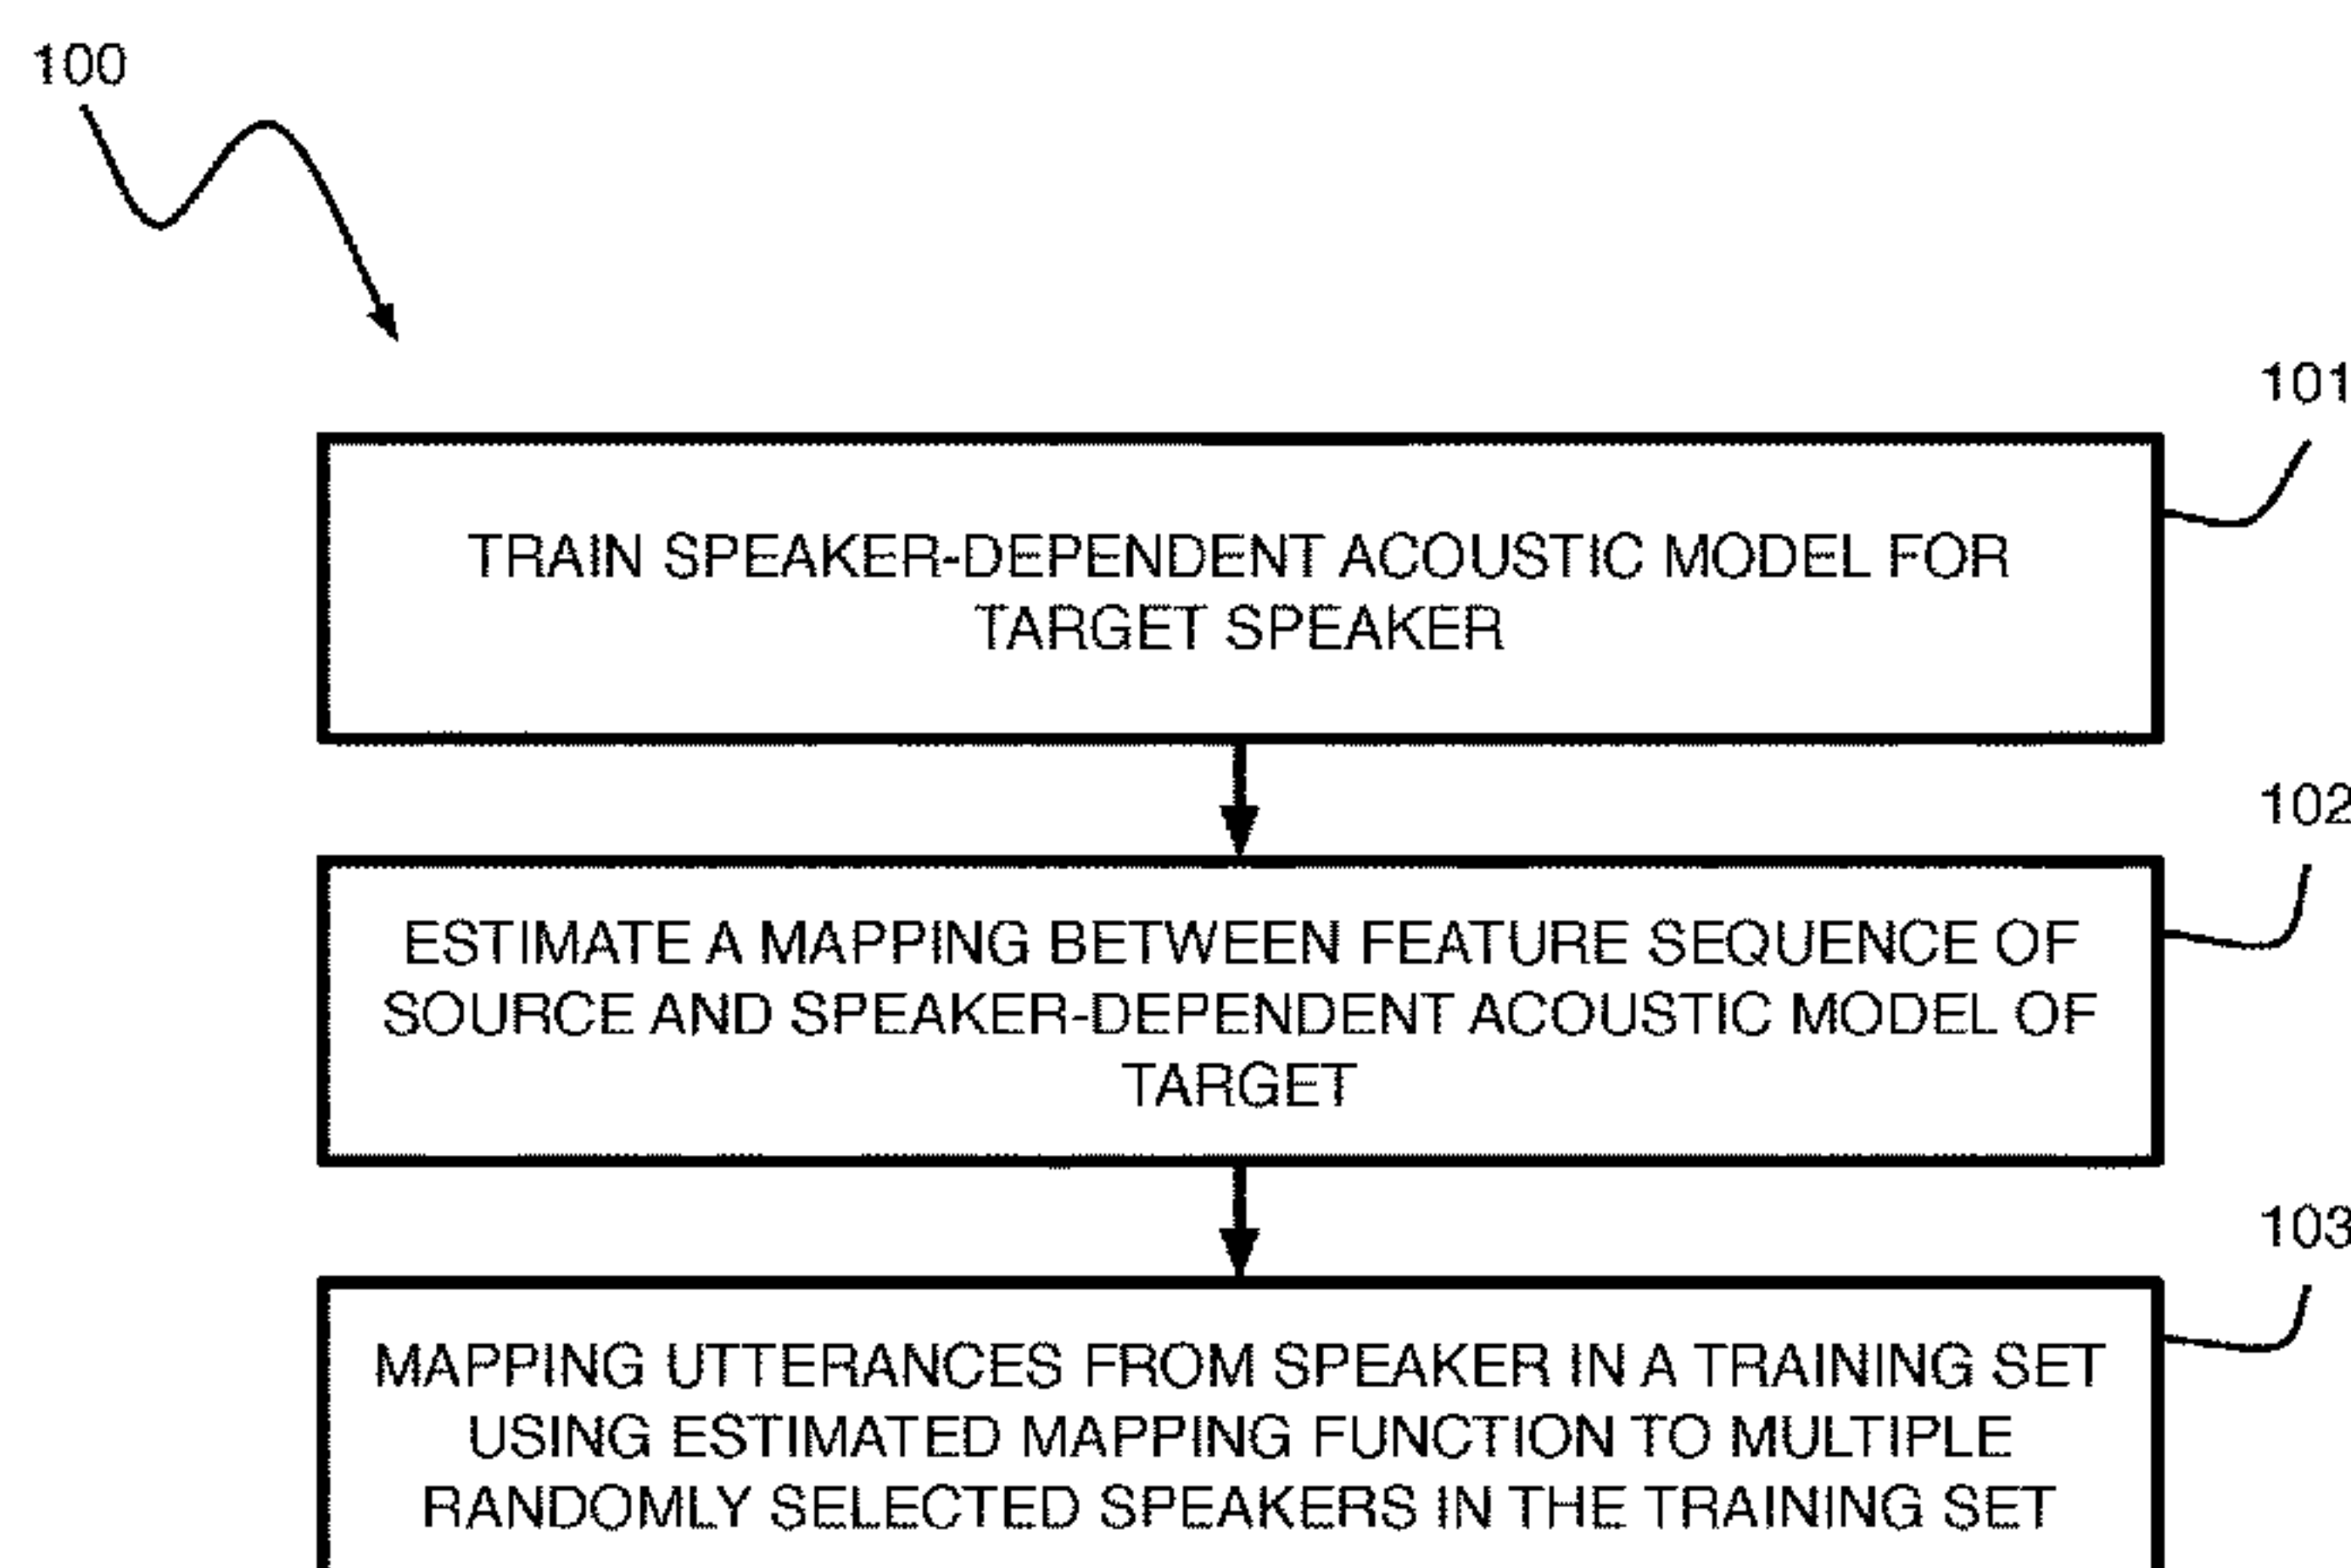 100
101
TRAIN SPEAKER-DEPENDENT ACOUSTIC MODEL FOR
TARGET SPEAKER
102
ESTIMATE A MAPPING BETWEEN FEATURE SEQUENCE OF
SOURCE AND SPEAKER-DEPENDENT ACOUSTIC MODEL OF
TARGET
103
MAPPING UTTERANCES FROM SPEAKER IN A TRAINING SET
USING ESTIMATED MAPPING FUNCTION TO MULTIPLE
RANDOMLY SELECTED SPEAKERS IN THE TRAINING SET